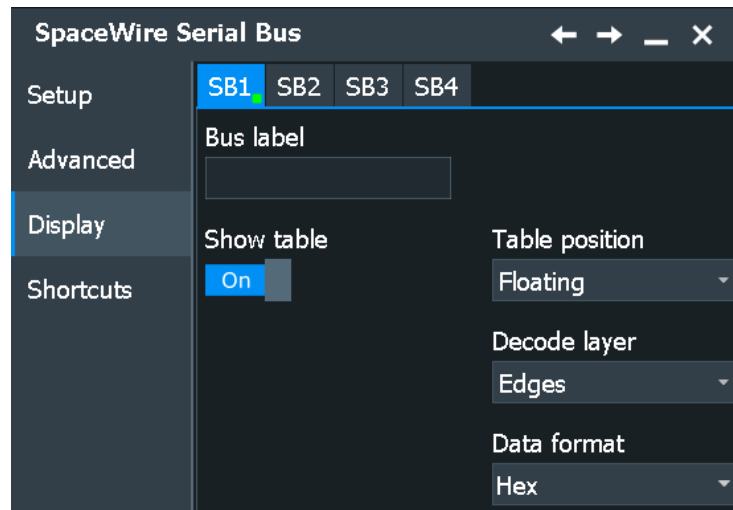 SpaceWire Serial Bus
Setup
Advanced
Display
Shortcuts
SB1 SB2 SB3 SB4
Bus label
Show table
On
Table position
Floating
Decode layer
Edges
Data format
Hex